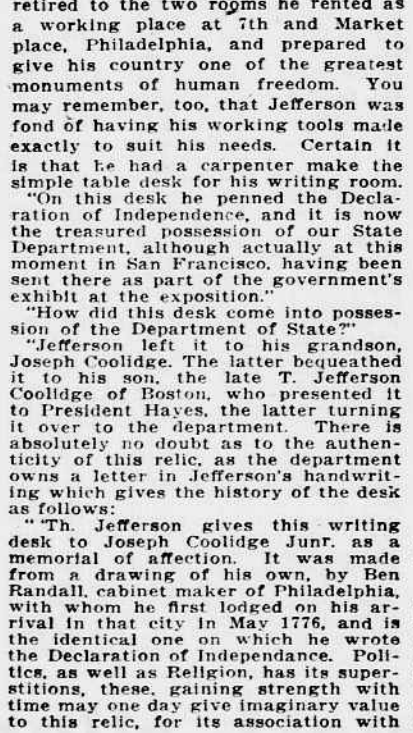 retired to the two rooms he rented as
a working place at 7th and Market
place, Philadelphia, and prepared to
give his country one of the greatest
monuments of human freedom. You
may remember, too, that Jefferson was
fond of having his working tools made
exactly to suit his needs. Certain it
is that he had a carpenter make the
simple table desk for his writing room.
"On this desk he penned the Decla-
ration of Independence, and it is now
the treasured possession of our State
Department, although actually at this
moment in San Francisco, having been
sent there as part of the government's
exhibit at the exposition."
"How did this desk come into posses-
sion of the Department of State?"
"Jefferson left it to his grandson,
Joseph Coolidge. The latter bequeathed
it to his son, the late T. Jefferson
Coolidge of Boston, who presented it
to President Hayes, the latter turning
it over to the department. There is
absolutely no doubt as to the authen-
ticity of this relic, as the department
owns a letter in Jefferson's handwrit-
ing which gives the history of the desk
as follows:
" 'Th. Jefferson gives this writing
desk to Joseph Coolidge Junr. as a
memorial of affection. It was made
from a drawing of his own, by Ben
Randall, cabinet maker of Philadelphia,
with whom he first lodged on his ar-
rival in that city in May 1776, and is
the identical one on which he wrote
the Declaration of Independance. Poli-
tics, as well as Religion, has its super-
stitions, these, gaining strength with
time may one day give imaginary value
to this relic, for its association with